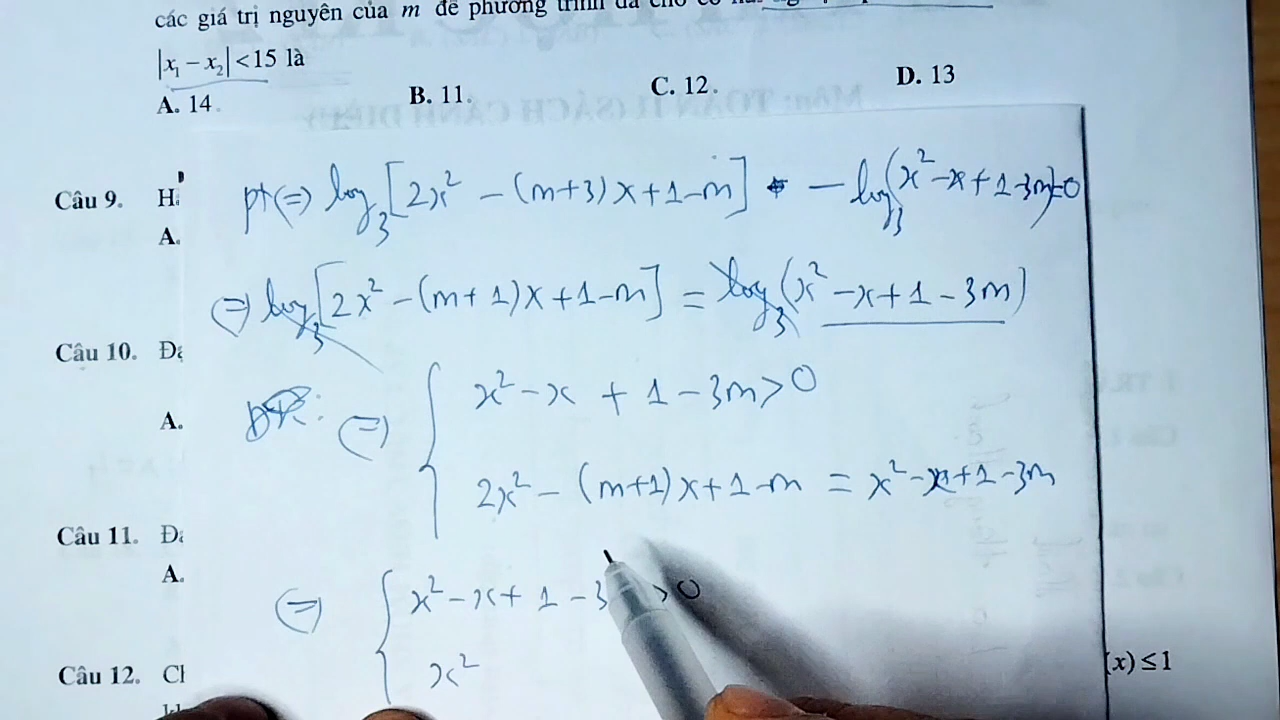 các giá trị nguyên của m để phương trình đã cho có
|x₁ − x₂| < 15 là
A. 14. B. 11. C. 12. D. 13
Câu 9. H
pt(=) log₃[2x² − (m+3)x+1−m] − log₃(x²−x+1−3m)=0
A.
(=) log₃[2x² − (m+1)x+1−m] = log₃(x² −x+1−3m)
Câu 10. Đặ
x²−x + 1−3m>0
A. (=)
2x² − (m+1)x+1−m = x²−x+1−3m
Câu 11. Đ
A.
(=) x²−x+ 1−3 >0
Câu 12. Ch
x²
(x) ≤ 1